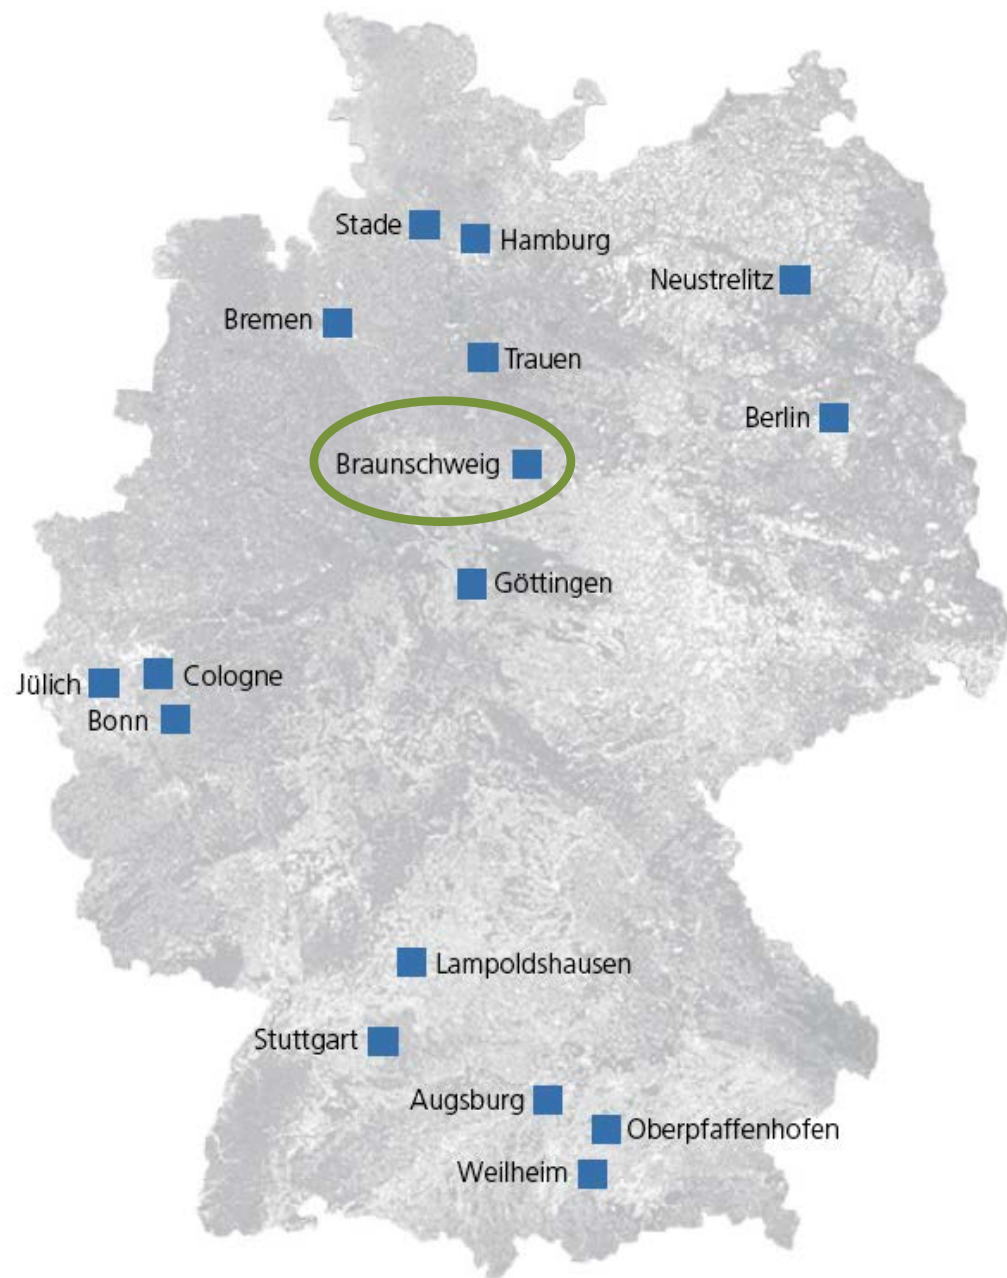 Stade
Hamburg
Neustrelitz
Bremen
Trauen
Berlin
Braunschweig
Göttingen
Cologne
Jülich
Bonn
Lampoldshausen
Stuttgart
Augsburg
Oberpfaffenhofen
Weilheim